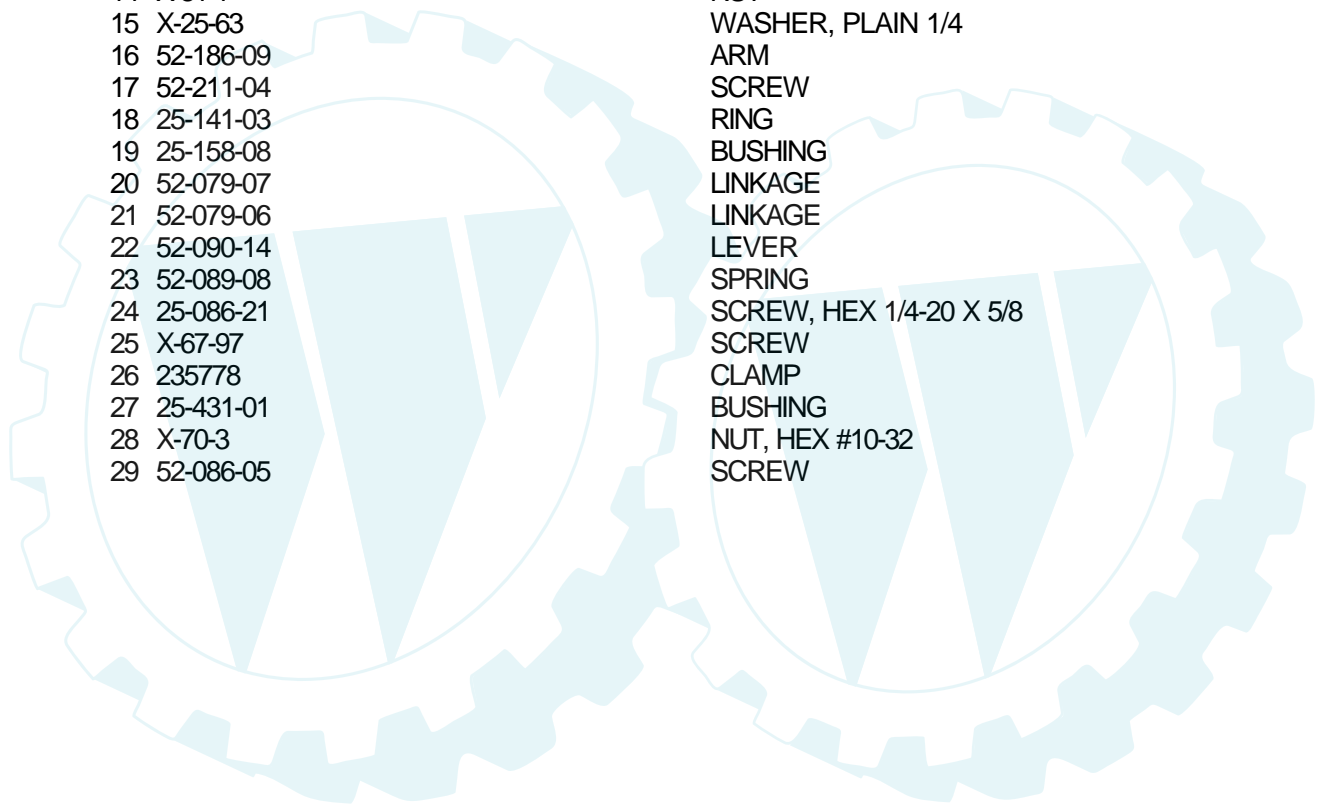 15 X-25-63 WASHER, PLAIN 1/4
16 52-186-09 ARM
17 52-211-04 SCREW
18 25-141-03 RING
19 25-158-08 BUSHING
20 52-079-07 LINKAGE
21 52-079-06 LINKAGE
22 52-090-14 LEVER
23 52-089-08 SPRING
24 25-086-21 SCREW, HEX 1/4-20 X 5/8
25 X-67-97 SCREW
26 235778 CLAMP
27 25-431-01 BUSHING
28 X-70-3 NUT, HEX #10-32
29 52-086-05 SCREW